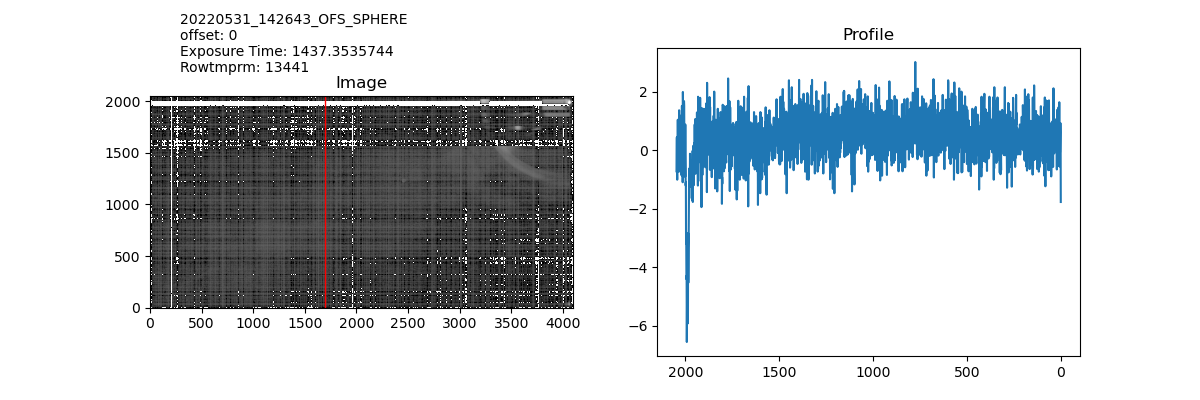 20220531_142643_OFS_SPHERE
offset: 0
Exposure Time: 1437.3535744
Rowtmprm: 13441
Image
2000
1500
1000
500
0
0 500 1000 1500 2000 2500 3000 3500 4000
Profile
2
0
−2
−4
−6
2000 1500 1000 500 0